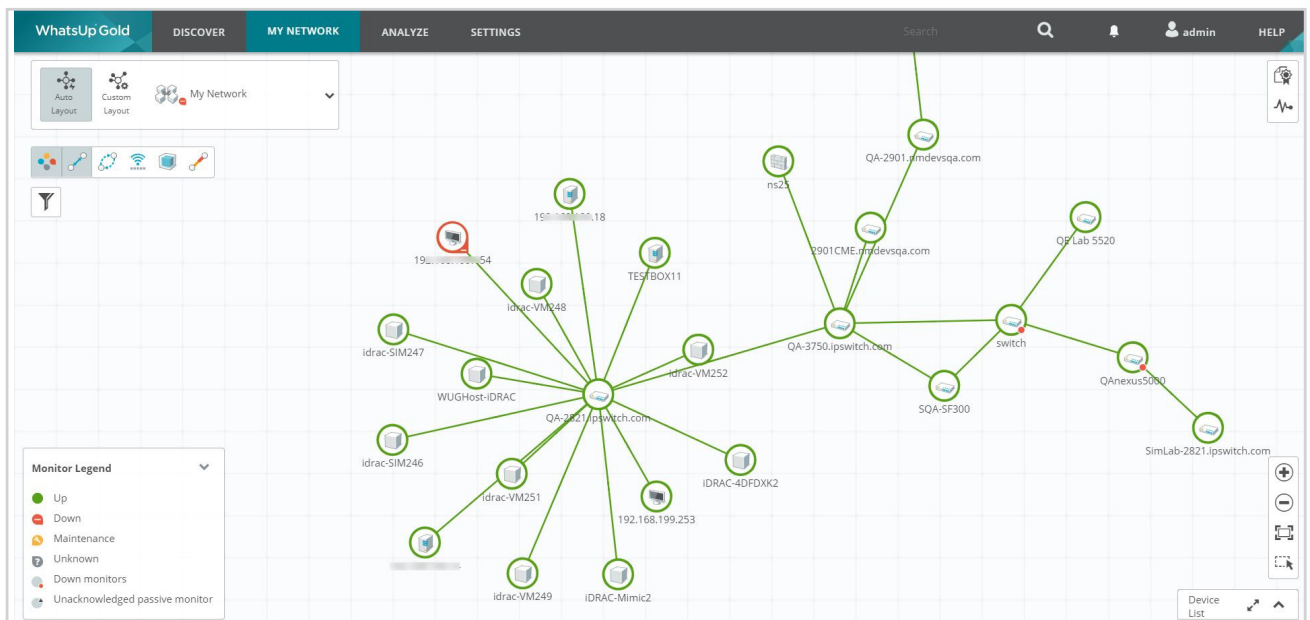 WhatsUp Gold
DISCOVER
MY NETWORK
ANALYZE
SETTINGS
Search
admin
HELP
Auto
Layout
Custom
Layout
My Network
QA-2901.nmdevsqa.com
ns25
192. .18
2901CME.nmdevsqa.com
QE Lab 5520
19 54
TESTBOX11
idrac-VM248
idrac-SIM247
QA-3750.ipswitch.com
switch
idrac-VM252
QAnexus5000
WUGHost-iDRAC
SQA-SF300
QA-2821.ipswitch.com
SimLab-2821.ipswitch.com
idrac-SIM246
iDRAC-4DFDXK2
idrac-VM251
192.168.199.253
idrac-VM249
iDRAC-Mimic2
Monitor Legend
Up
Down
Maintenance
Unknown
Down monitors
Unacknowledged passive monitor
Device
List